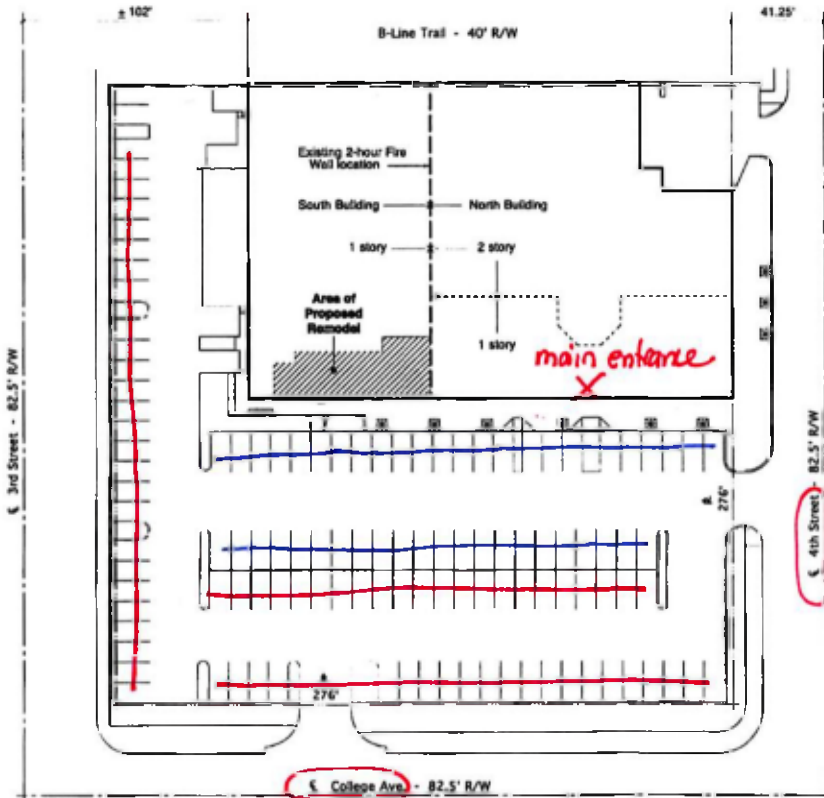 ± 102'
B-Line Trail - 40' R/W
41.25'
Existing 2-hour Fire
Wall location
South Building
North Building
1 story
2 story
Area of
Proposed
Remodel
1 story
main entrance
℄ 3rd Street - 82.5' R/W
276'
℄ 4th Street - 82.5' R/W
276'
℄ College Ave. - 82.5' R/W